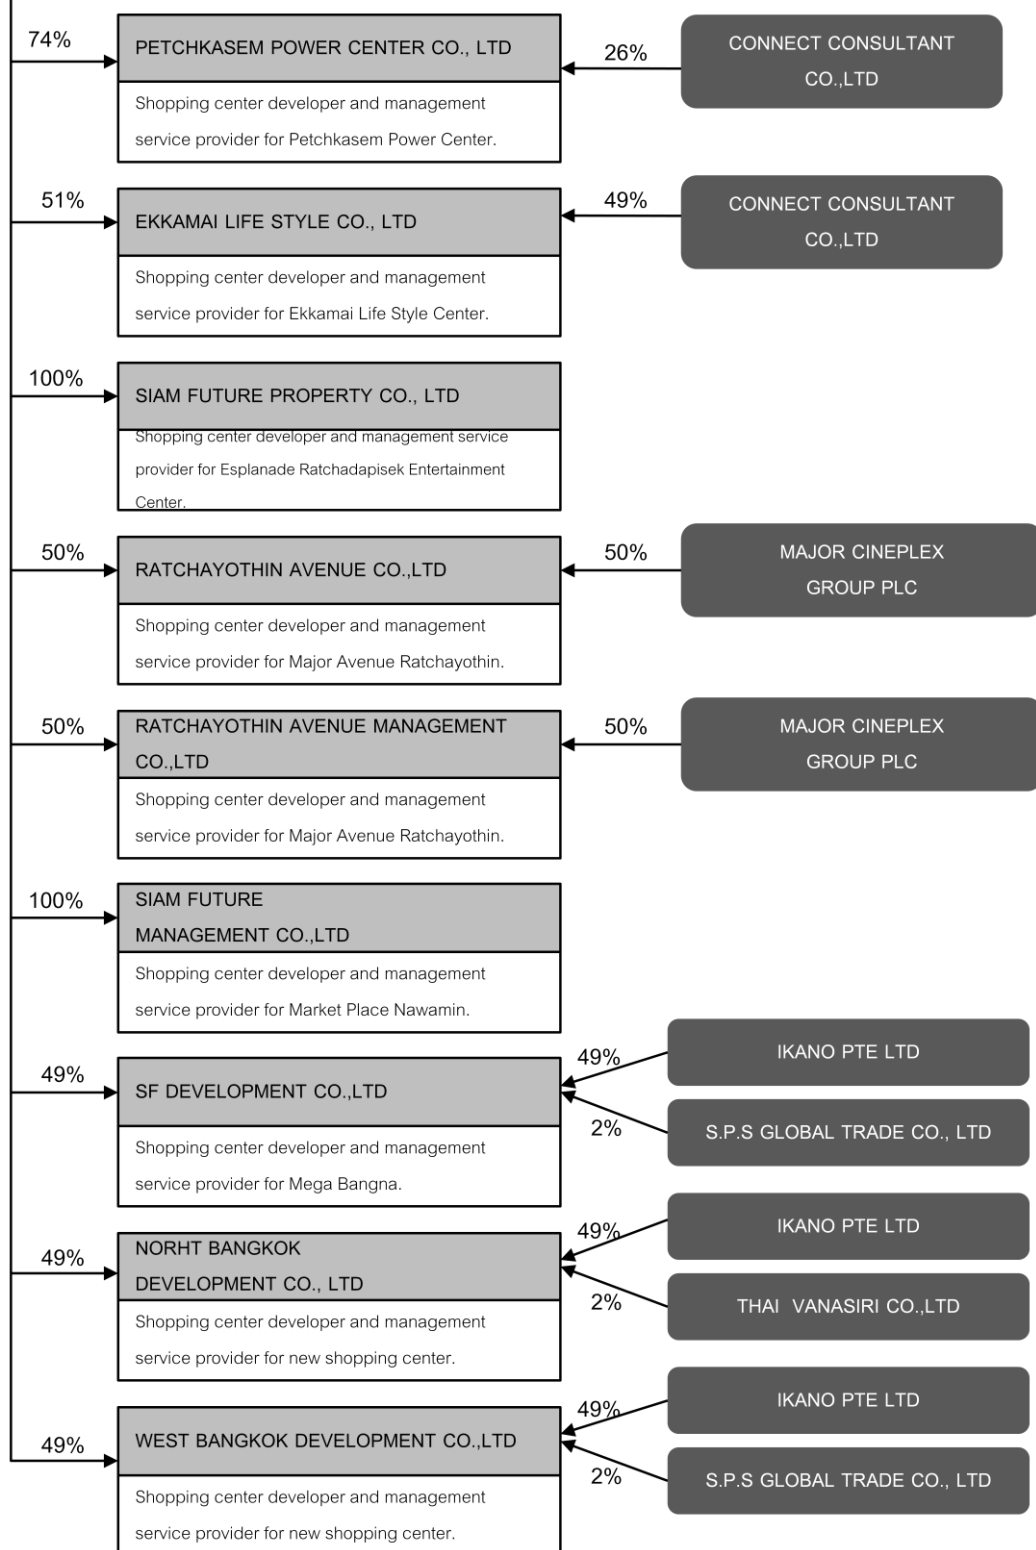 74%
PETCHKASEM POWER CENTER CO., LTD
26%
CONNECT CONSULTANT
CO.,LTD
Shopping center developer and management
service provider for Petchkasem Power Center.
51%
EKKAMAI LIFE STYLE CO., LTD
49%
CONNECT CONSULTANT
CO.,LTD
Shopping center developer and management
service provider for Ekkamai Life Style Center.
100%
SIAM FUTURE PROPERTY CO., LTD
Shopping center developer and management service
provider for Esplanade Ratchadapisek Entertainment
Center.
50%
RATCHAYOTHIN AVENUE CO.,LTD
50%
MAJOR CINEPLEX
GROUP PLC
Shopping center developer and management
service provider for Major Avenue Ratchayothin.
50%
RATCHAYOTHIN AVENUE MANAGEMENT
CO.,LTD
50%
MAJOR CINEPLEX
GROUP PLC
Shopping center developer and management
service provider for Major Avenue Ratchayothin.
100%
SIAM FUTURE
MANAGEMENT CO.,LTD
Shopping center developer and management
service provider for Market Place Nawamin.
49%
SF DEVELOPMENT CO.,LTD
49%
IKANO PTE LTD
2%
S.P.S GLOBAL TRADE CO., LTD
Shopping center developer and management
service provider for Mega Bangna.
49%
NORHT BANGKOK
DEVELOPMENT CO., LTD
49%
IKANO PTE LTD
2%
THAI  VANASIRI CO.,LTD
Shopping center developer and management
service provider for new shopping center.
49%
WEST BANGKOK DEVELOPMENT CO.,LTD
49%
IKANO PTE LTD
2%
S.P.S GLOBAL TRADE CO., LTD
Shopping center developer and management
service provider for new shopping center.